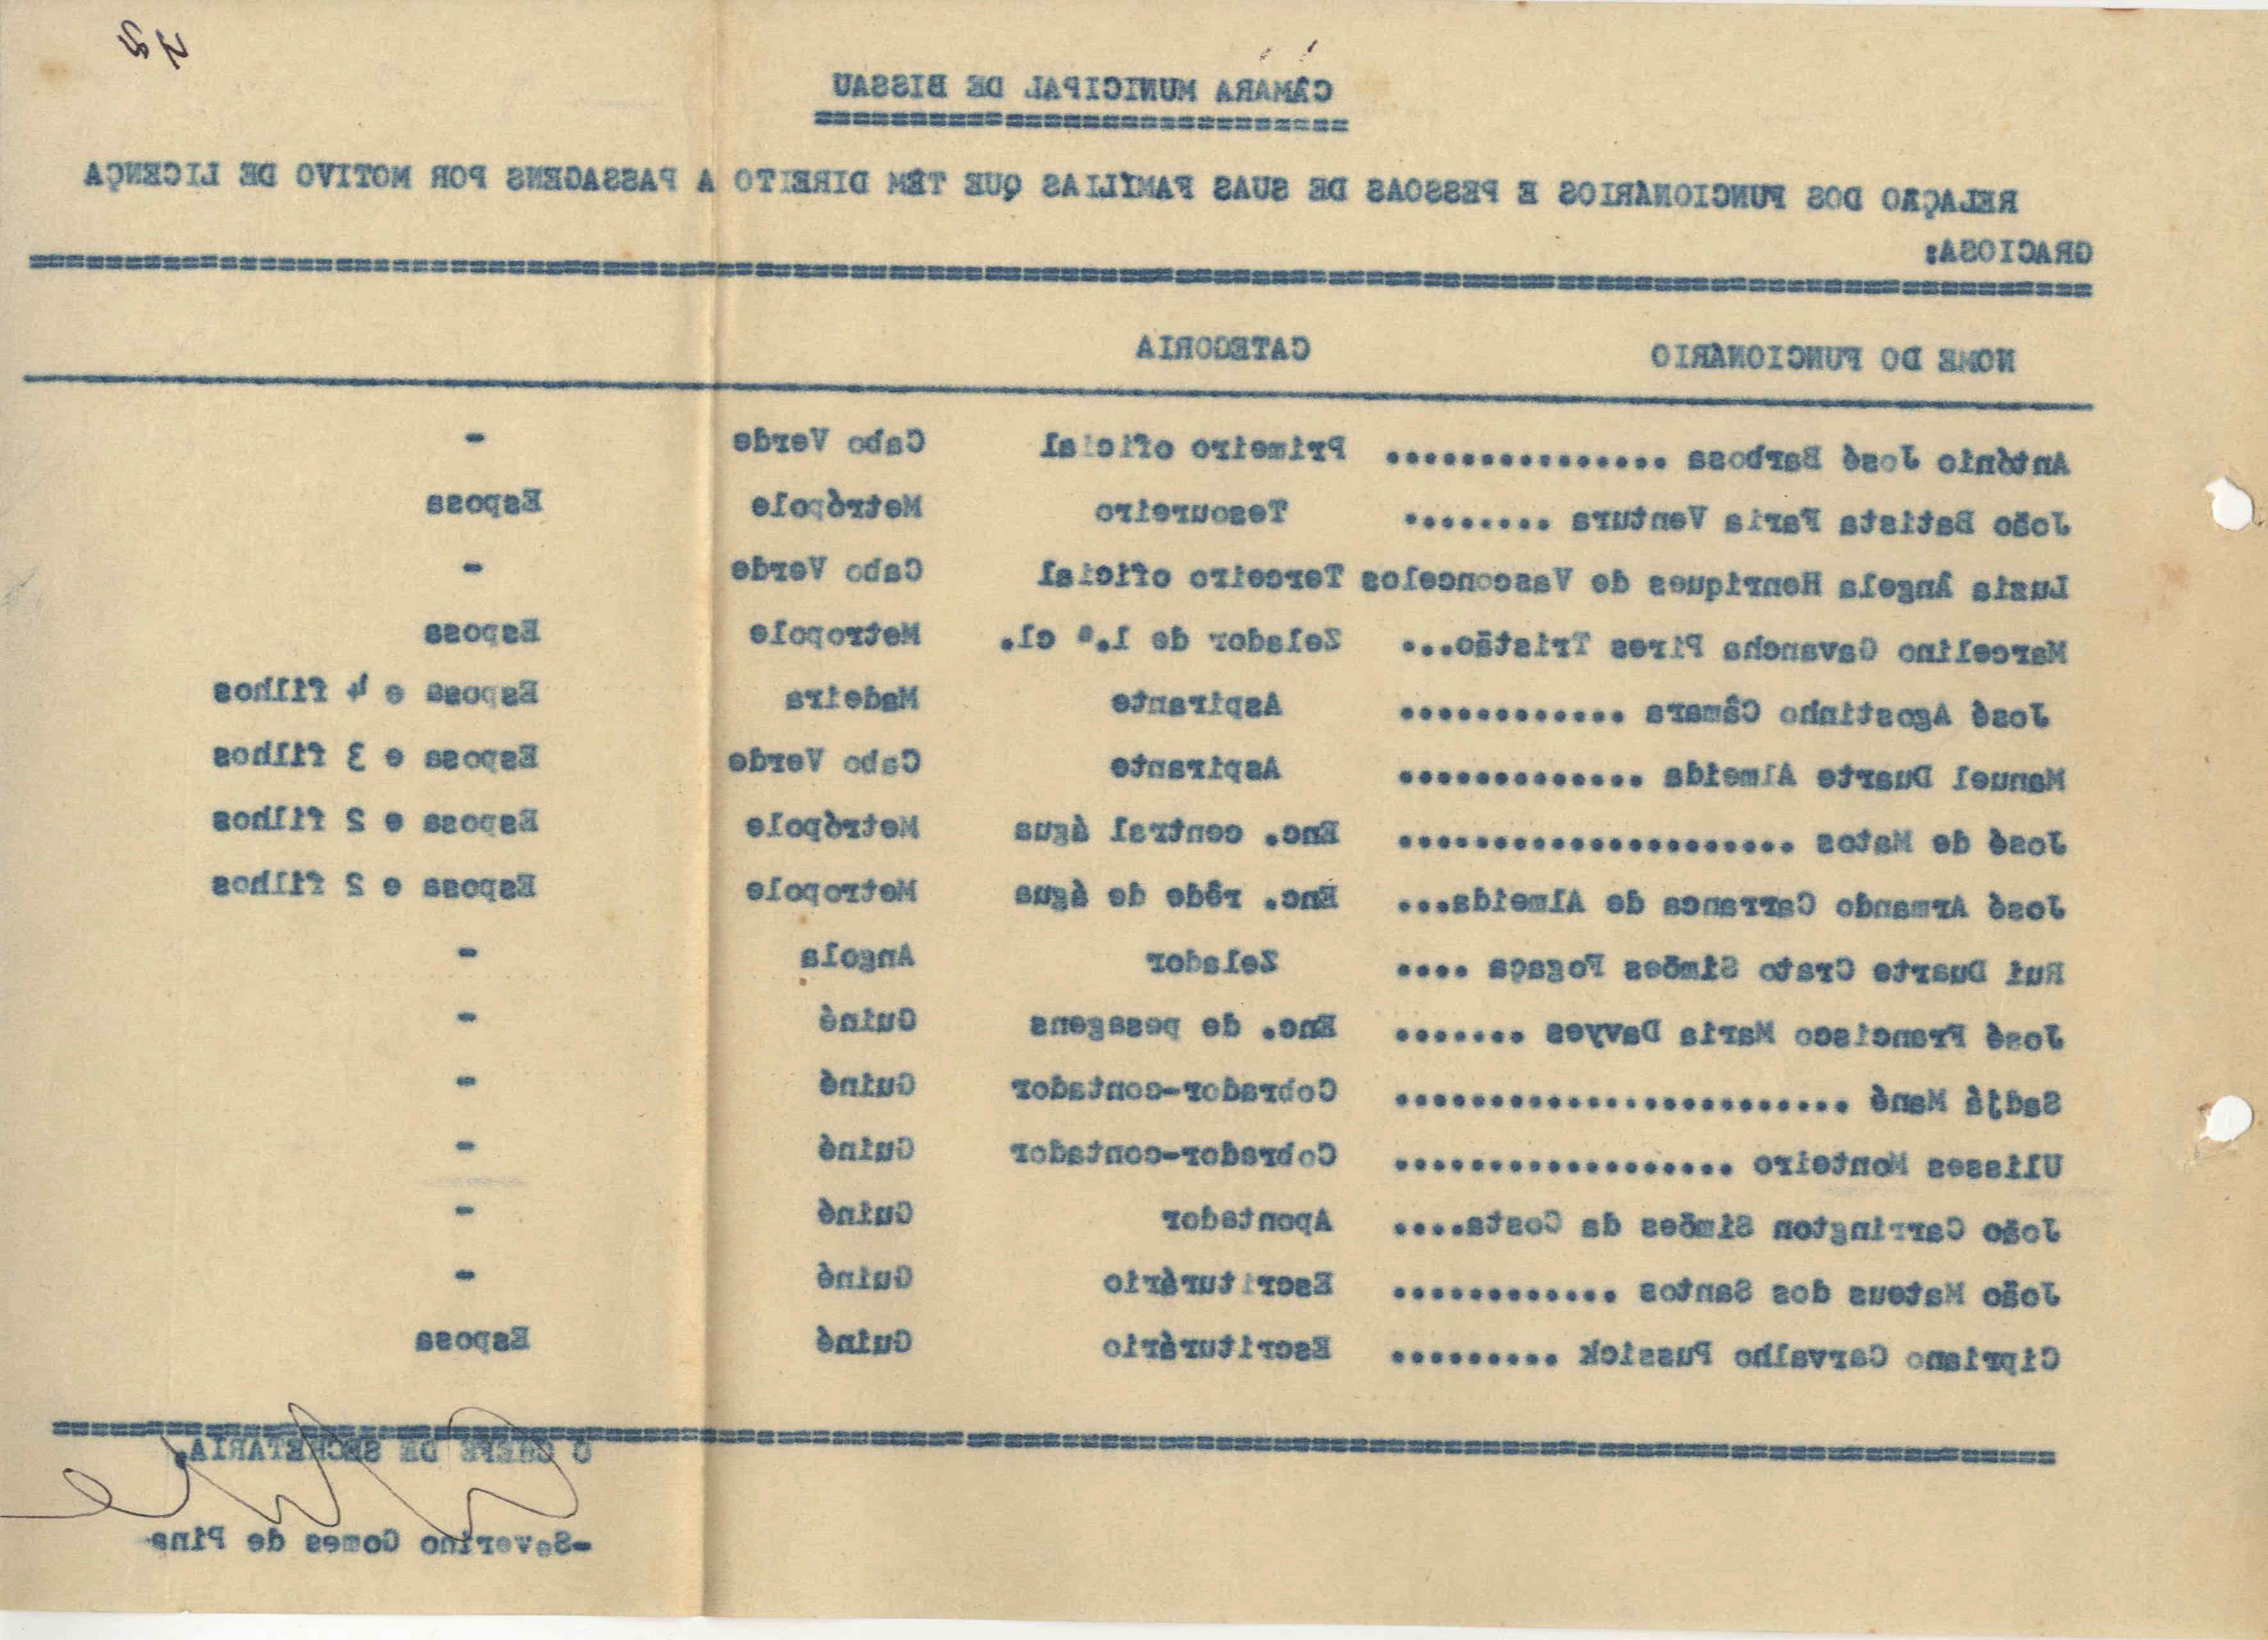 42
CÂMARA MUNICIPAL DE BISSAU
============================
RELAÇÃO DOS FUNCIONÁRIOS E PESSOAS DE SUAS FAMÍLIAS QUE TÊM DIREITO A PASSAGENS POR MOTIVO DE LICENÇA
GRACIOSA:
NOME DO FUNCIONÁRIO CATEGORIA
António José Barbosa ............... Primeiro oficial Cabo Verde -
João Batista Faria Ventura ........ Tesoureiro Metrópole Esposa
Luzia Ângela Henriques de Vasconcelos Terceiro oficial Cabo Verde -
Marcelino Cavancha Pires Tristão... Zelador de 1.ª cl. Metropole Esposa
José Agostinho Câmara ............ Aspirante Madeira Esposa e 4 filhos
Manuel Duarte Almeida ............. Aspirante Cabo Verde Esposa e 3 filhos
José de Matos ..................... Enc. central água Metrópole Esposa e 2 filhos
José Armando Carranca de Almeida... Enc. rêde de água Metropole Esposa e 2 filhos
Rui Duarte Crato Simões Fogaça .... Zelador Angola -
José Francisco Maria Davyes ....... Enc. de pesagens Guiné -
Sadjá Mané ........................ Cobrador-contador Guiné -
Ulisses Monteiro .................. Cobrador-contador Guiné -
João Carrington Simões da Costa.... Apontador Guiné -
João Mateus dos Santos ............ Escriturário Guiné -
Cipriano Carvalho Pussick ......... Escriturário Guiné Esposa
O CHEFE DE SECRETARIA,
-Severino Gomes de Pina-